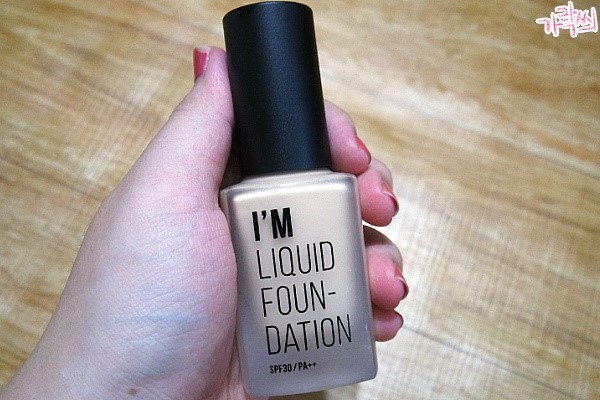 가락씨
I'M
LIQUID
FOUN-
DATION
SPF30/PA++